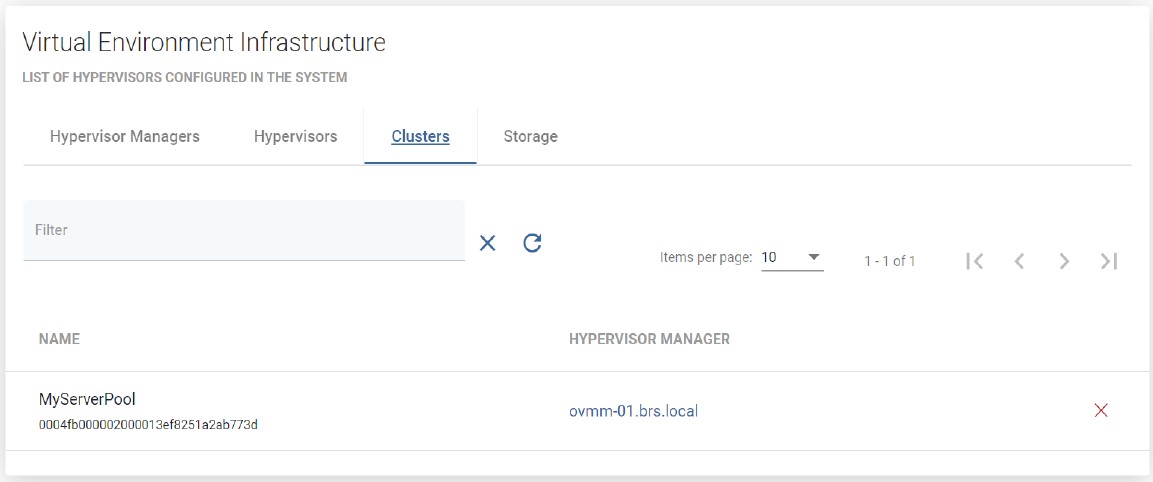 Virtual Environment Infrastructure
LIST OF HYPERVISORS CONFIGURED IN THE SYSTEM
Hypervisor Managers Hypervisors Clusters Storage
Filter
Items per page: 10 1 - 1 of 1
NAME HYPERVISOR MANAGER
MyServerPool
ovmm-01.brs.local
0004fb000002000013ef8251a2ab773d